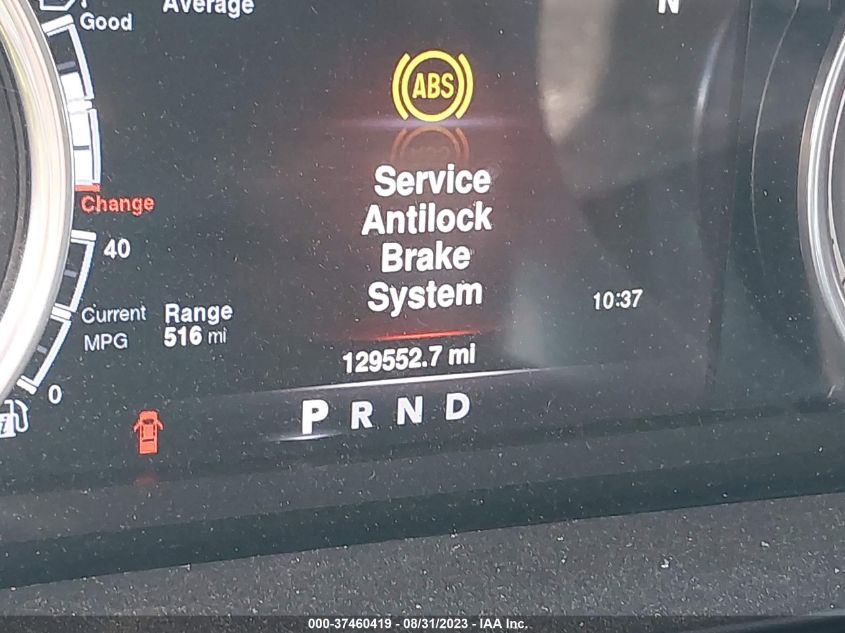 Average
N
Good
ABS
Service
Antilock
Brake
System
Change
40
Current
MPG
Range
516 mi
10:37
129552.7 mi
0
P R N D
000-37460419 - 08/31/2023 - IAA Inc.